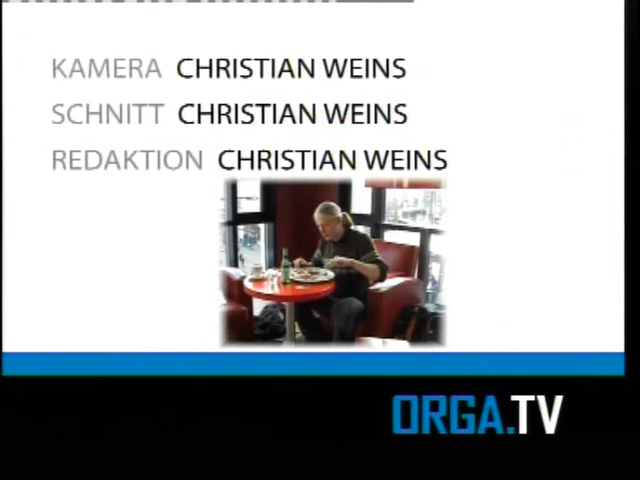 KAMERA CHRISTIAN WEINS
SCHNITT CHRISTIAN WEINS
REDAKTION CHRISTIAN WEINS
ORGA.TV